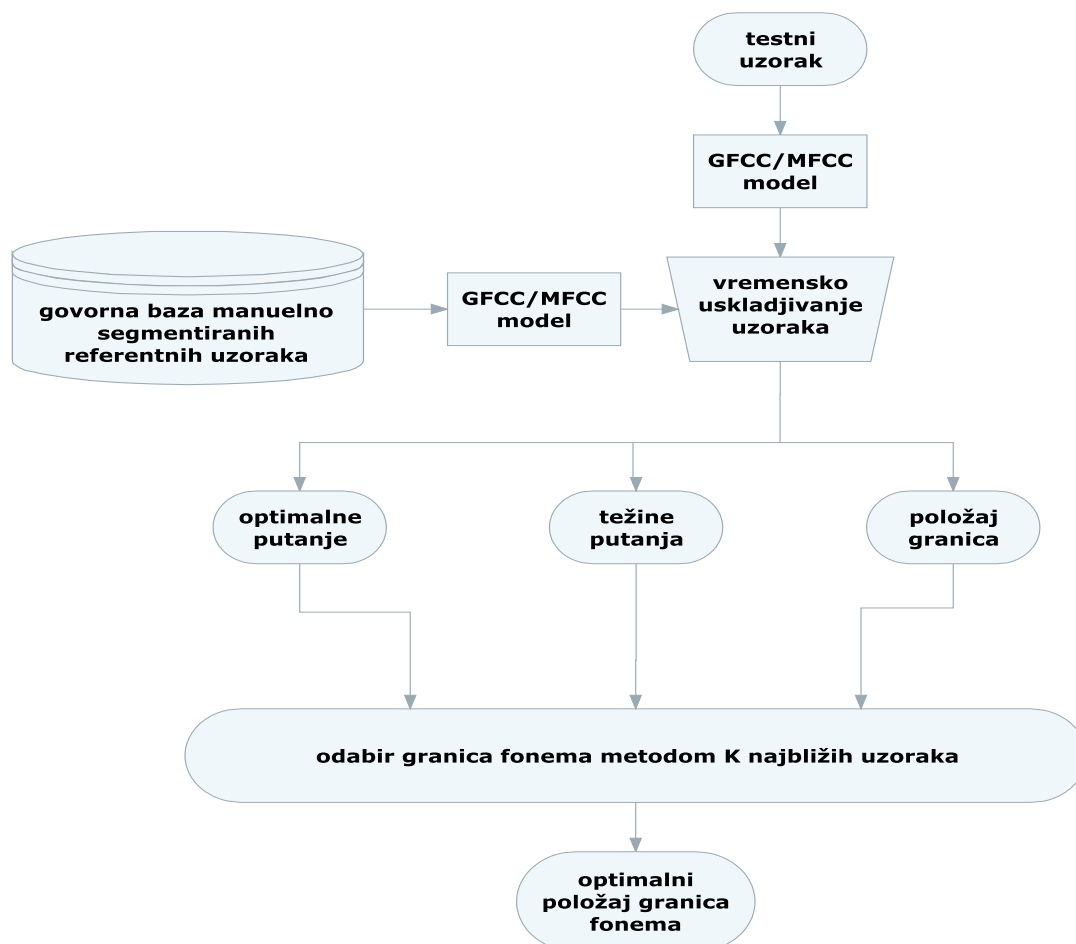 testni
uzorak
GFCC/MFCC
model
govorna baza manuelno
segmentiranih
referentnih uzoraka
GFCC/MFCC
model
vremensko
uskladjivanje
uzoraka
optimalne
putanje
težine
putanja
položaj
granica
odabir granica fonema metodom K najbližih uzoraka
optimalni
položaj granica
fonema